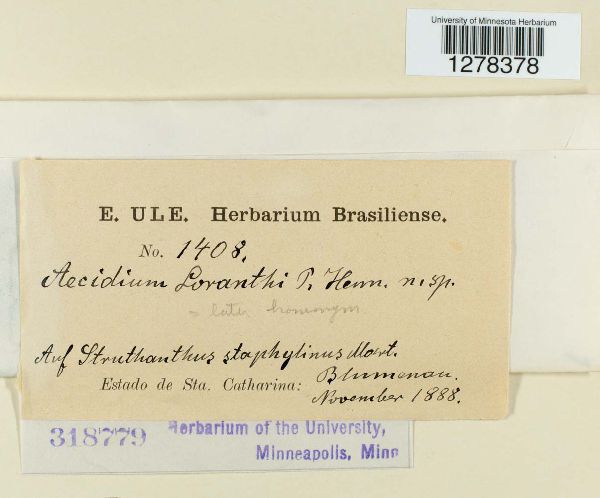 University of Minnesota Herbarium
1278378
E. ULE. Herbarium Brasiliense.
No. 1408.
Aecidium Loranthi P. Henn. n. sp.
= later homonym
Auf Struthanthus staphylinus Mart.
Estado de Sta. Catharina: Blumenau.
November 1888.
318779 Herbarium of the University,
Minneapolis, Minn